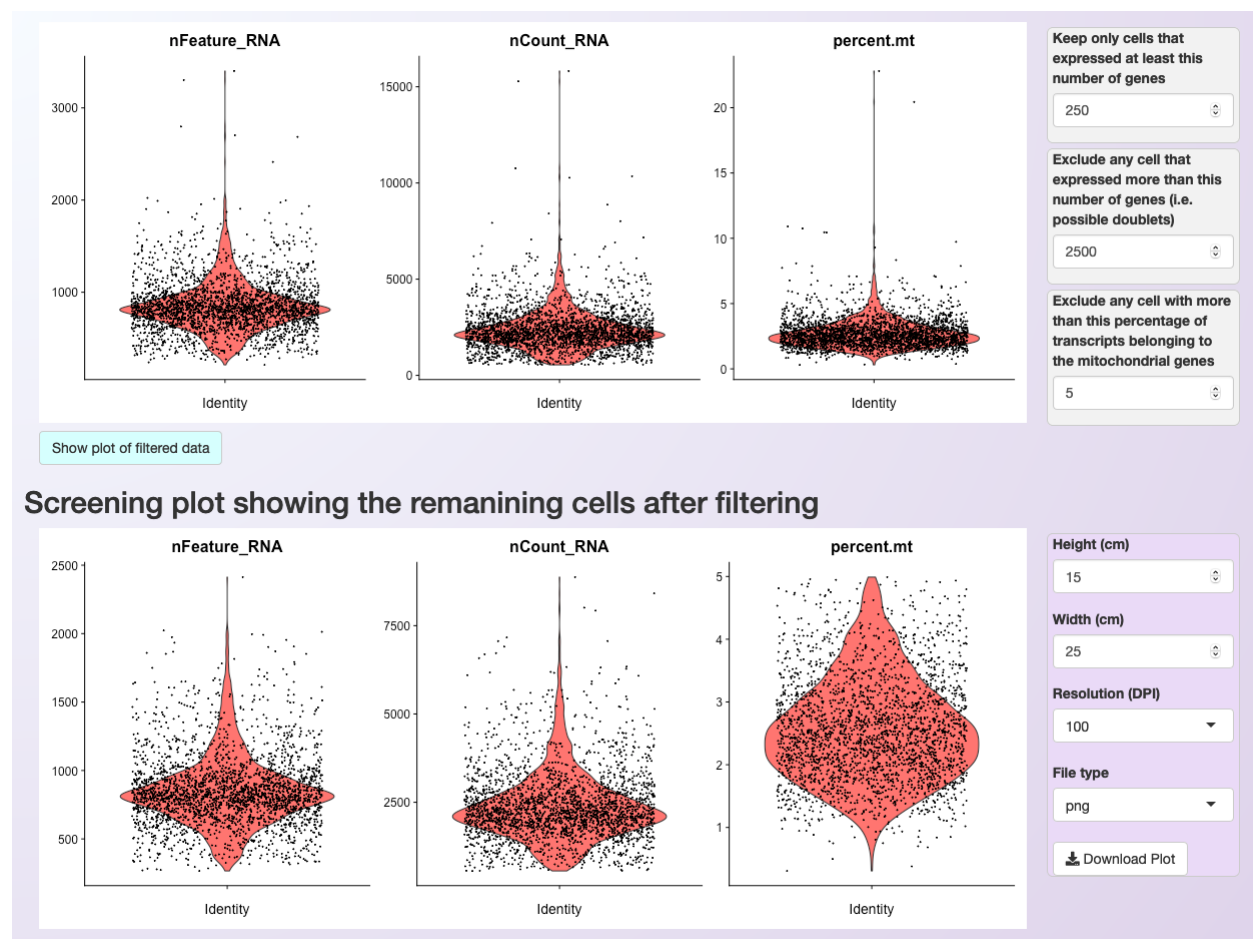 nFeature_RNA
nCount_RNA
percent.mt
3000
2000
1000
15000
10000
5000
0
20
15
10
5
0
Identity
Identity
Identity
Keep only cells that
expressed at least this
number of genes
250
Exclude any cell that
expressed more than this
number of genes (i.e.
possible doublets)
2500
Exclude any cell with more
than this percentage of
transcripts belonging to
the mitochondrial genes
5
Show plot of filtered data
Screening plot showing the remanining cells after filtering
nFeature_RNA
nCount_RNA
percent.mt
2500
2000
1500
1000
500
7500
5000
2500
5
4
3
2
1
Identity
Identity
Identity
Height (cm)
15
Width (cm)
25
Resolution (DPI)
100
File type
png
Download Plot